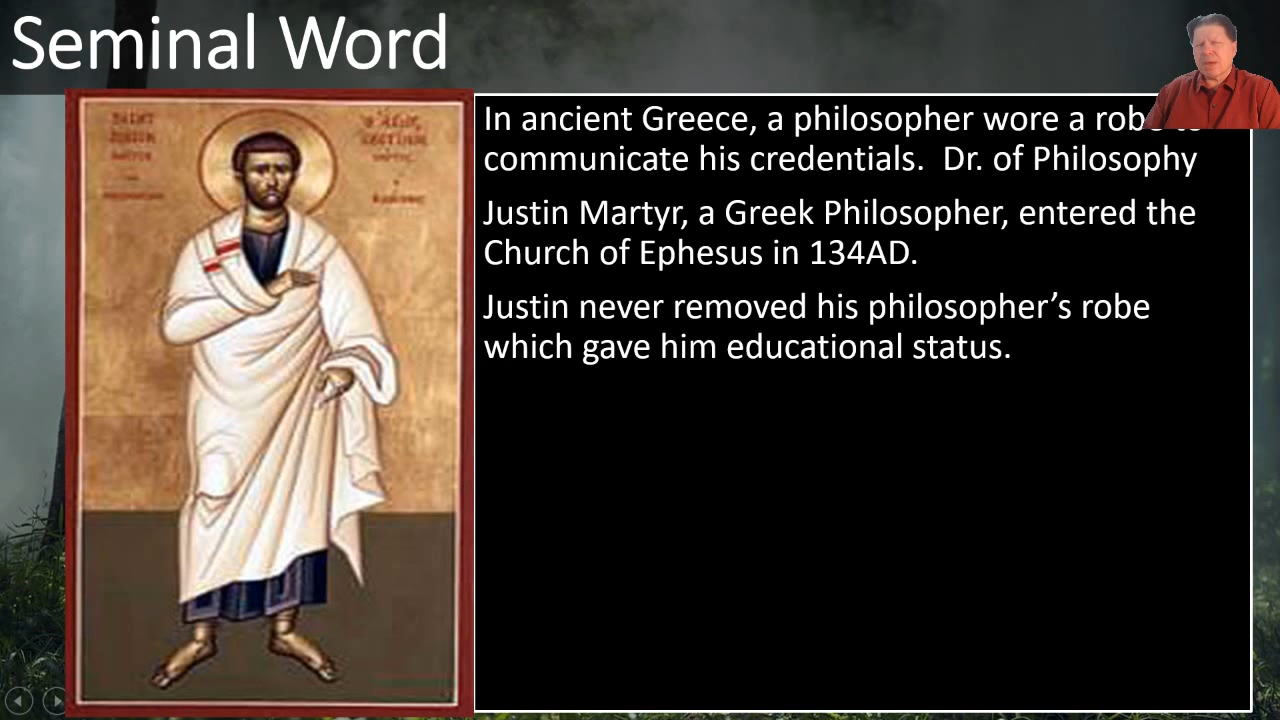 Seminal Word
In ancient Greece, a philosopher wore a
communicate his credentials.  Dr. of Philosophy
Justin Martyr, a Greek Philosopher, entered the
Church of Ephesus in 134AD.
Justin never removed his philosopher’s robe
which gave him educational status.